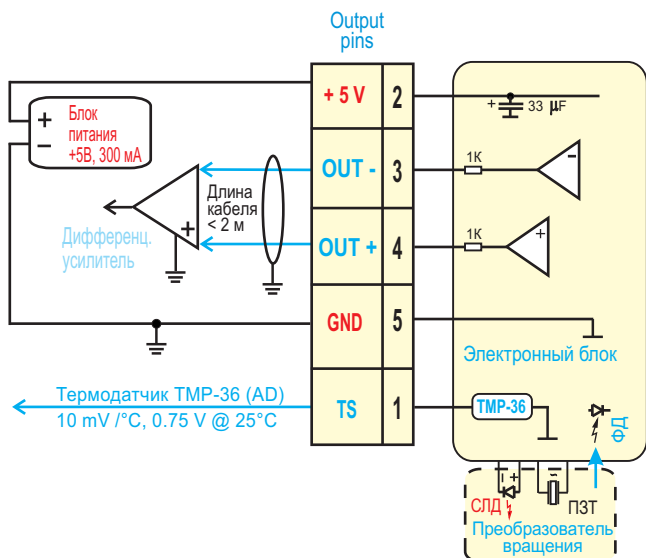 Output
pins
Блок
питания
+5В, 300 мА
+
−
+ 5 V
2
+
33 μF
OUT -
3
1К
−
Длина
кабеля
< 2 м
+
Дифференц.
усилитель
OUT +
4
1К
+
GND
5
Электронный блок
Термодатчик TMP-36 (AD)
10 mV /°C, 0.75 V @ 25°C
TS
1
TMP-36
ФД
− +
~
СЛД
ПЗТ
Преобразователь
вращения